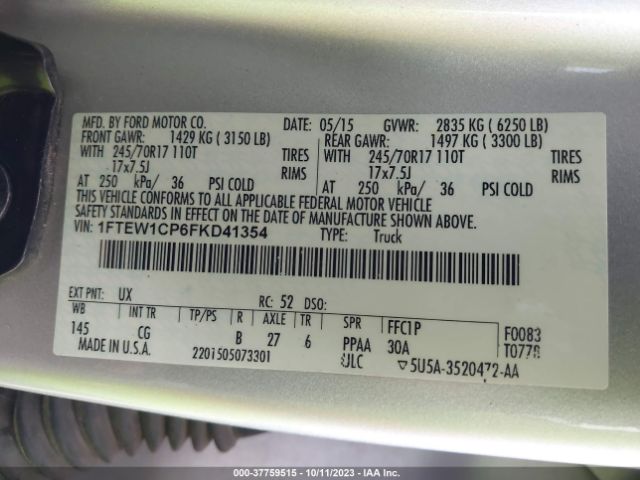 MFD. BY FORD MOTOR CO. DATE: 05/15 GVWR: 2835 KG ( 6250 LB)
FRONT GAWR: 1429 KG ( 3150 LB) REAR GAWR: 1497 KG ( 3300 LB)
WITH 245/70R17 110T TIRES WITH 245/70R17 110T TIRES
17x7.5J RIMS 17x7.5J RIMS
AT 250 kPa/ 36 PSI COLD AT 250 kPa/ 36 PSI COLD
THIS VEHICLE CONFORMS TO ALL APPLICABLE FEDERAL MOTOR VEHICLE
SAFETY STANDARDS IN EFFECT ON THE DATE OF MANUFACTURE SHOWN ABOVE.
VIN: 1FTEW1CP6FKD41354 TYPE: Truck
EXT PNT: UX RC: 52 DSO:
WB INT TR TP/PS R AXLE TR SPR FFC1P F0083
145 CG B 27 6 PPAA 30A T0778
MADE IN U.S.A. 2201505073301 ULC ▽5U5A-3520472-AA
000-37759515 - 10/11/2023 - IAA Inc.